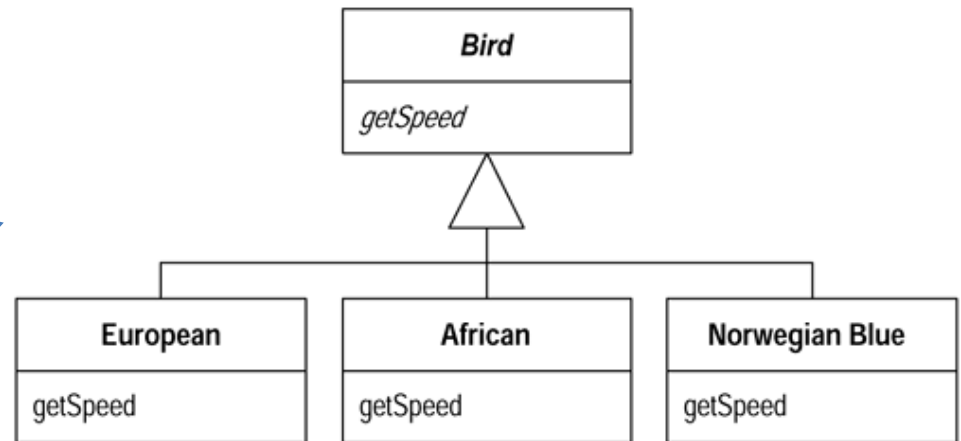 Bird
getSpeed
European
African
Norwegian Blue
getSpeed
getSpeed
getSpeed